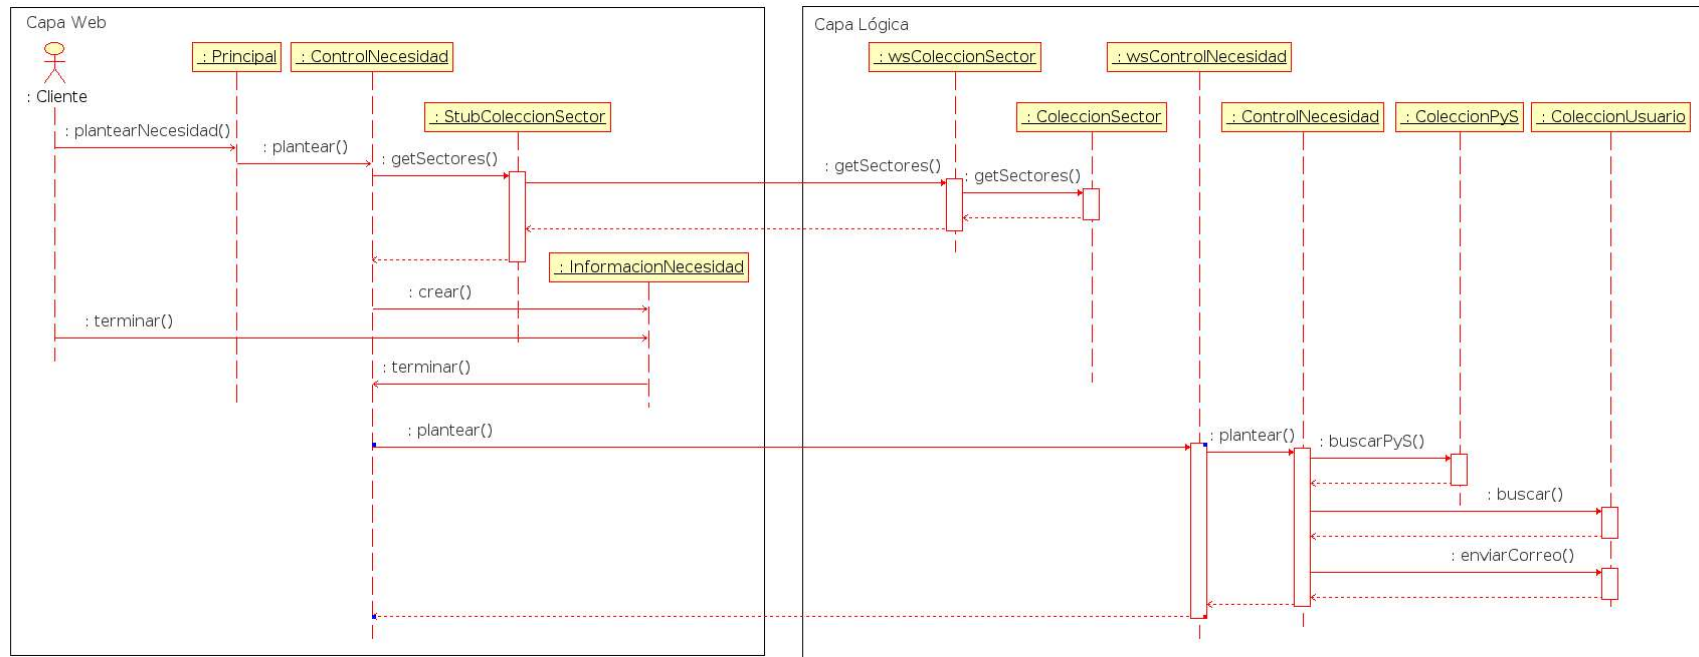 Capa Web
Capa Lógica
: Principal
: ControlNecesidad
: wsColeccionSector
: wsControlNecesidad
: Cliente
: StubColeccionSector
: ColeccionSector
: ControlNecesidad
: ColeccionPyS
: ColeccionUsuario
: plantearNecesidad()
: plantear()
: getSectores()
: getSectores()
: getSectores()
: InformacionNecesidad
: crear()
: terminar()
: terminar()
: plantear()
: plantear()
: buscarPyS()
: buscar()
: enviarCorreo()